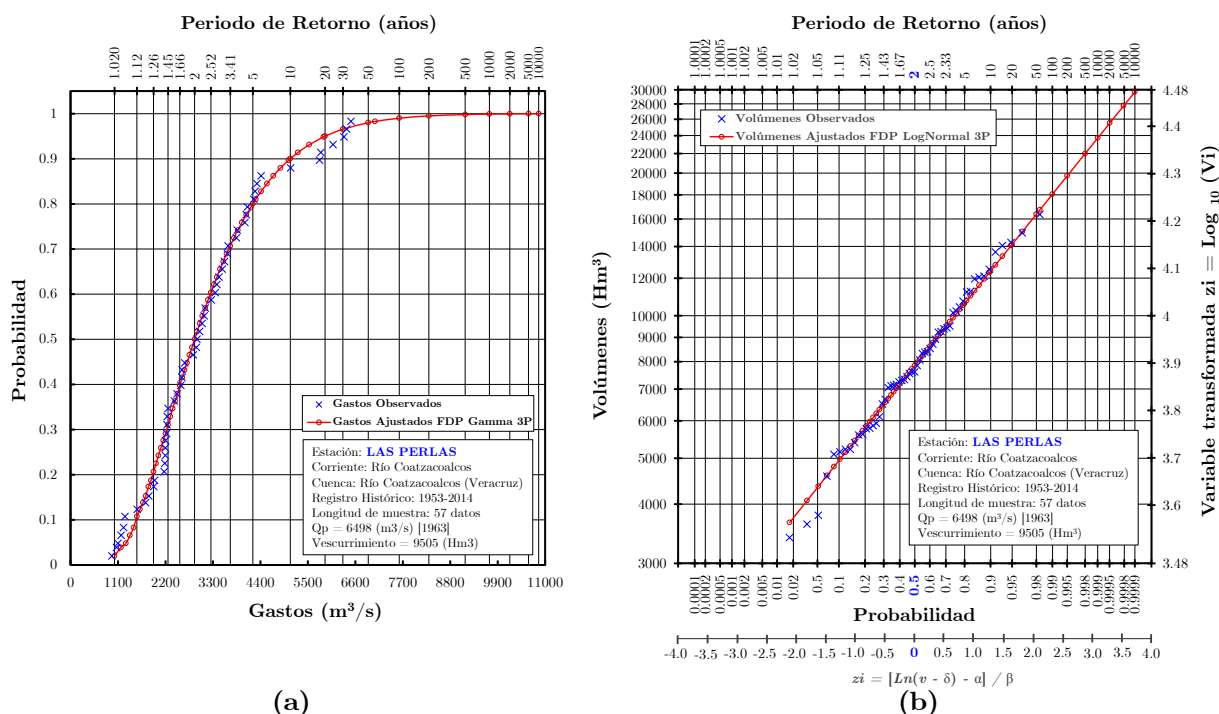 Periodo de Retorno (años)
1.020 1.12 1.26 1.45 1.66 2 2.52 3.41 5 10 20 30 50 100 200 500 1000 2000 5000 10000
Probabilidad
1
0.9
0.8
0.7
0.6
0.5
0.4
0.3
0.2
0.1
0
Gastos Observados
Gastos Ajustados FDP Gamma 3P
Estación: LAS PERLAS
Corriente: Río Coatzacoalcos
Cuenca: Río Coatzacoalcos (Veracruz)
Registro Histórico: 1953-2014
Longitud de muestra: 57 datos
Qp = 6498 (m3/s) [1963]
Vescurrimiento = 9505 (Hm3)
0 1100 2200 3300 4400 5500 6600 7700 8800 9900 11000
Gastos (m³/s)
(a)
Periodo de Retorno (años)
1.0001 1.0002 1.0005 1.001 1.002 1.005 1.01 1.02 1.05 1.11 1.25 1.43 1.67 2 2.5 2.33 5 10 20 50 100 200 500 1000 2000 5000 10000
Volúmenes (Hm³)
30000
28000
26000
24000
22000
20000
18000
16000
14000
12000
10000
9000
8000
7000
6000
5000
4000
3000
Volúmenes Observados
Volúmenes Ajustados FDP LogNormal 3P
Estación: LAS PERLAS
Corriente: Río Coatzacoalcos
Cuenca: Río Coatzacoalcos (Veracruz)
Registro Histórico: 1953-2014
Longitud de muestra: 57 datos
Qp = 6498 (m³/s) [1963]
Vescurrimiento = 9505 (Hm³)
4.48
4.4
4.3
4.2
4.1
4
3.9
3.8
3.7
3.6
3.48
Variable transformada zi = Log 10 (Vi)
0.0001 0.0002 0.0005 0.001 0.002 0.005 0.01 0.02 0.5 0.1 0.2 0.3 0.4 0.5 0.6 0.7 0.8 0.9 0.95 0.98 0.99 0.995 0.998 0.999 0.9995 0.9998 0.9999
Probabilidad
-4.0 -3.5 -3.0 -2.5 -2.0 -1.5 -1.0 -0.5 0 0.5 1.0 1.5 2.0 2.5 3.0 3.5 4.0
zi = [Ln(v - δ) - α] / β
(b)